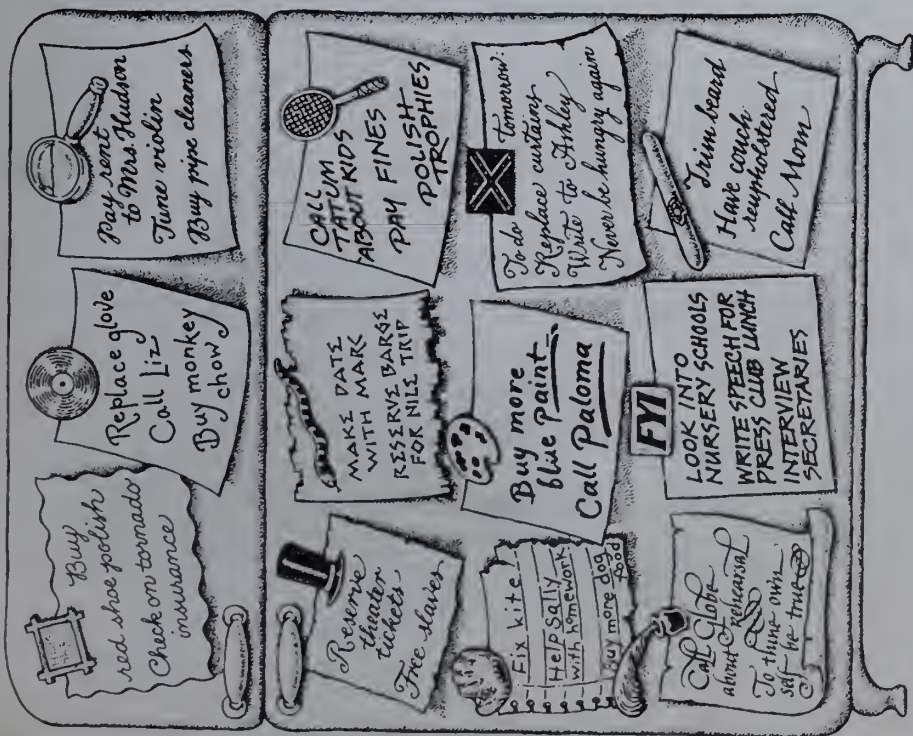 Buy
red shoe polish
Check on tornado
insurance
Replace glove
Call Liz
Buy monkey
chow
Pay rent
to Mrs. Hudson
Tune violin
Buy pipe cleaners
Reserve
theater
tickets
Free slaves
MAKE DATE
WITH MARC
RESERVE BARGE
FOR NILE TRIP
CALL
TATUM
ABOUT KIDS
PAY FINES
POLISH
TROPHIES
Fix kite
Help Sally
with homework
Buy more dog
food
Buy more
blue Paint
Call Paloma
To do tomorrow:
Replace curtains
Write to Ashley
Never be hungry again
Call Globe
about rehearsal
To thine own
self be true
FYI
LOOK INTO
NURSERY SCHOOLS
WRITE SPEECH FOR
PRESS CLUB LUNCH
INTERVIEW
SECRETARIES
Trim beard
Have couch
reupholstered
Call Mom